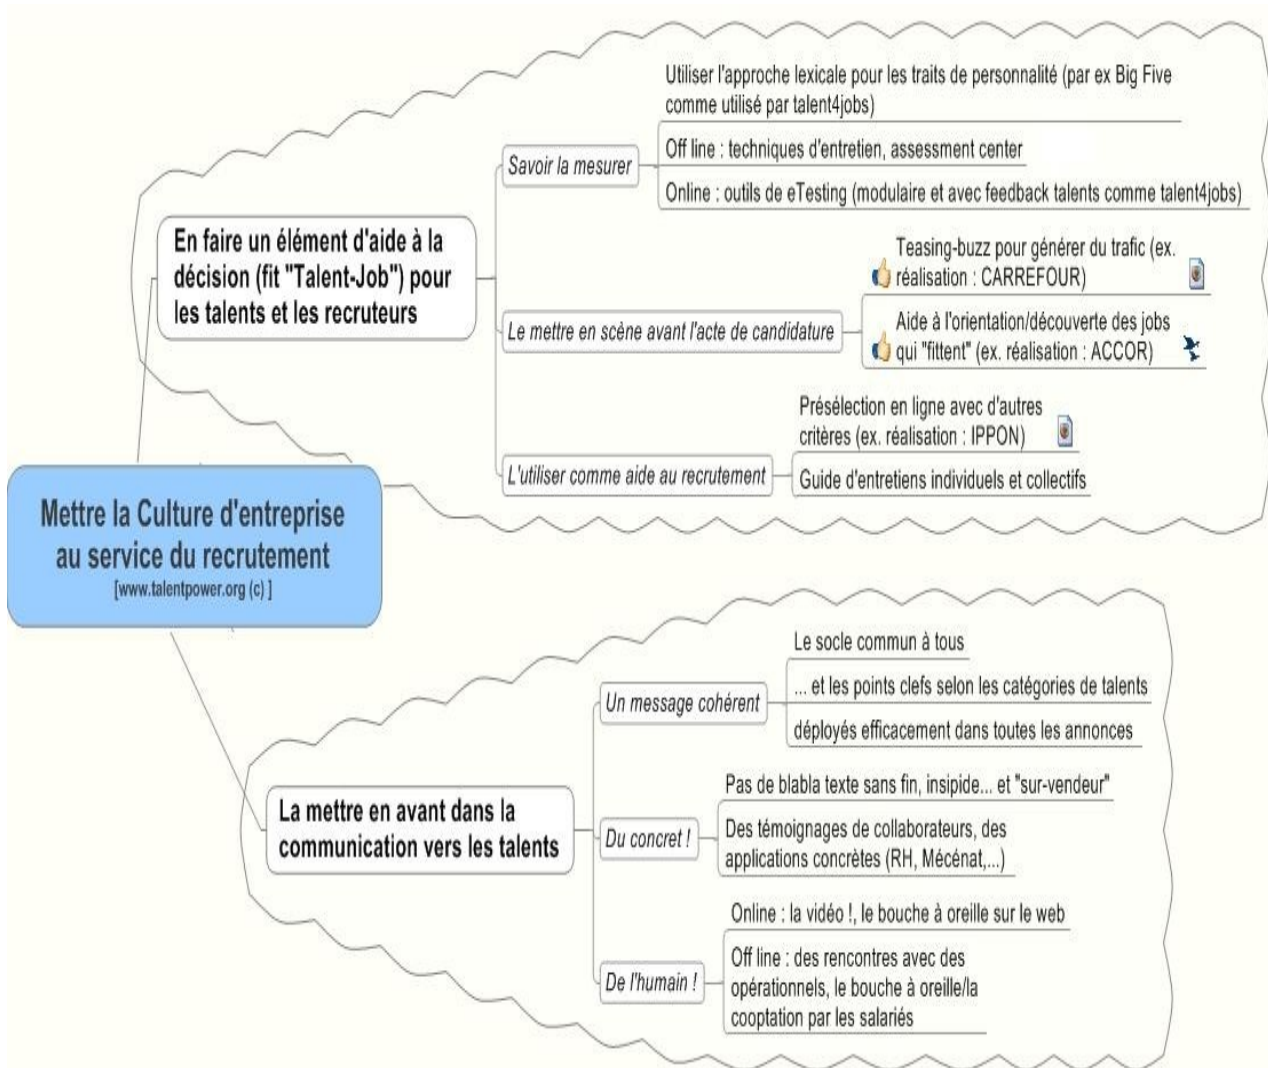 Mettre la Culture d'entreprise
au service du recrutement
[www.talentpower.org (c) ]
En faire un élément d'aide à la
décision (fit "Talent-Job") pour
les talents et les recruteurs
Savoir la mesurer
Utiliser l'approche lexicale pour les traits de personnalité (par ex Big Five
comme utilisé par talent4jobs)
Off line : techniques d'entretien, assessment center
Online : outils de eTesting (modulaire et avec feedback talents comme talent4jobs)
Le mettre en scène avant l'acte de candidature
Teasing-buzz pour générer du trafic (ex.
réalisation : CARREFOUR)
Aide à l'orientation/découverte des jobs
qui "fittent" (ex. réalisation : ACCOR)
L'utiliser comme aide au recrutement
Présélection en ligne avec d'autres
critères (ex. réalisation : IPPON)
Guide d'entretiens individuels et collectifs
La mettre en avant dans la
communication vers les talents
Un message cohérent
Le socle commun à tous
... et les points clefs selon les catégories de talents
déployés efficacement dans toutes les annonces
Du concret !
Pas de blabla texte sans fin, insipide... et "sur-vendeur"
Des témoignages de collaborateurs, des
applications concrètes (RH, Mécénat,...)
De l'humain !
Online : la vidéo !, le bouche à oreille sur le web
Off line : des rencontres avec des
opérationnels, le bouche à oreille/la
cooptation par les salariés